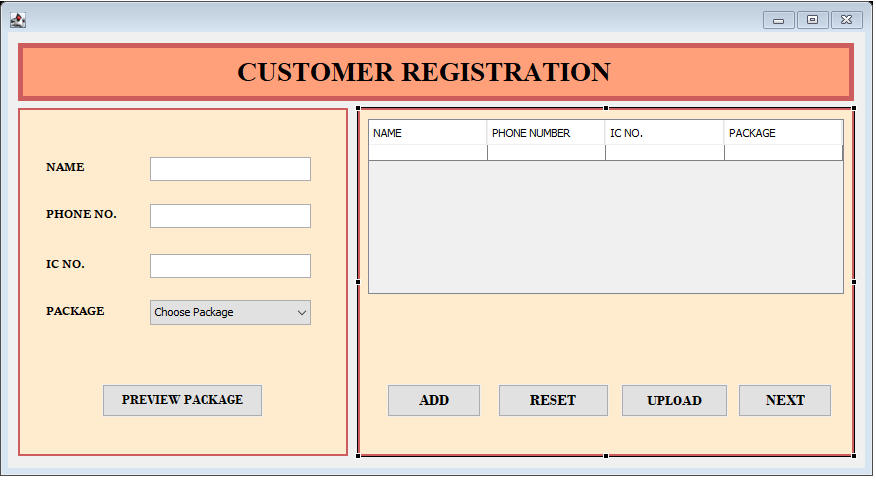 CUSTOMER REGISTRATION
NAME
PHONE NO.
IC NO.
PACKAGE Choose Package
PREVIEW PACKAGE
NAME PHONE NUMBER IC NO. PACKAGE
ADD RESET UPLOAD NEXT